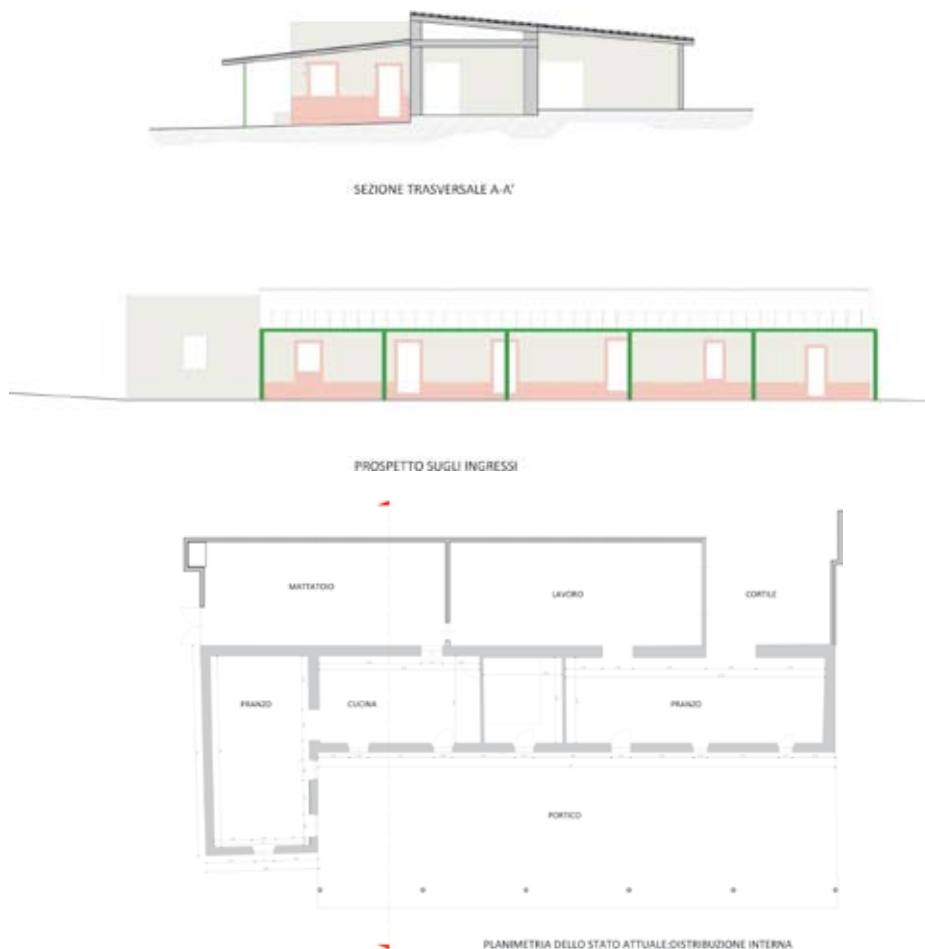 SEZIONE TRASVERSALE A-A'
PROSPETTO SUGLI INGRESSI
MATTATOIO
LAVORO
CORTILE
PRANZO
CUCINA
PRANZO
PORTICO
PLANIMETRIA DELLO STATO ATTUALE:DISTRIBUZIONE INTERNA